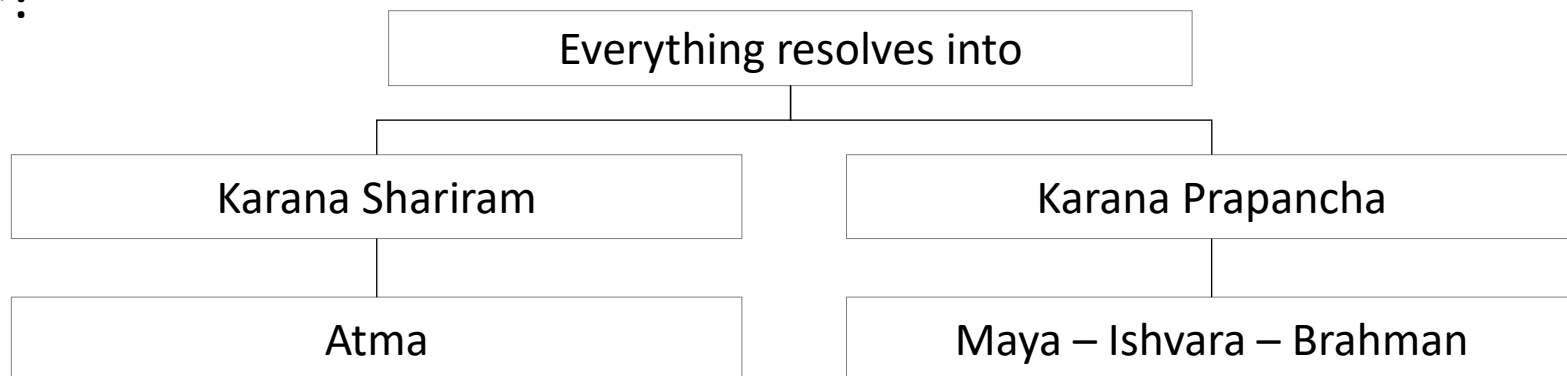 Everything resolves into
Karana Shariram
Karana Prapancha
Atma
Maya – Ishvara – Brahman